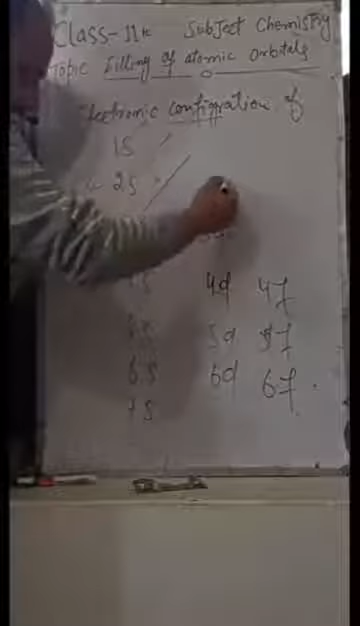 Class-11th Subject Chemistry
Topic Filling of atomic orbitals
Electronic configration of
1S
2S
4d 4f
5d 5f
6S 6d 6f
7S